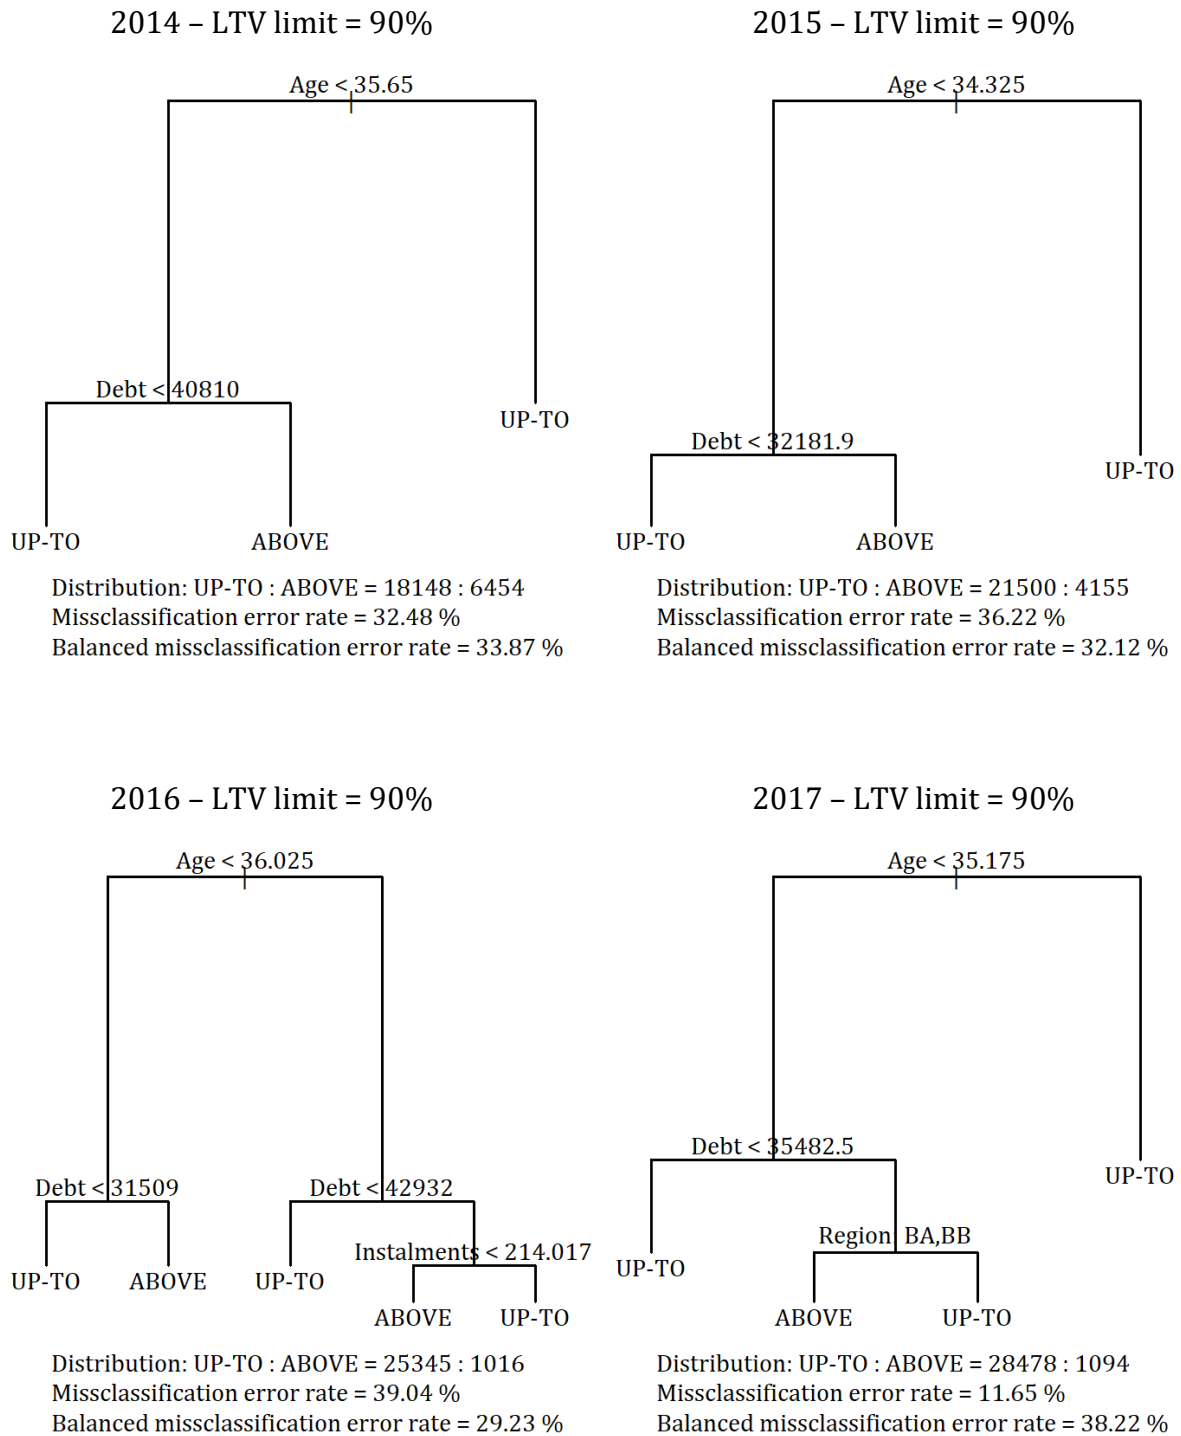 2014 – LTV limit = 90%
Age < 35.65
Debt < 40810
UP-TO
UP-TO
ABOVE
Distribution: UP-TO : ABOVE = 18148 : 6454
Missclassification error rate = 32.48 %
Balanced missclassification error rate = 33.87 %
2015 – LTV limit = 90%
Age < 34.325
Debt < 32181.9
UP-TO
UP-TO
ABOVE
Distribution: UP-TO : ABOVE = 21500 : 4155
Missclassification error rate = 36.22 %
Balanced missclassification error rate = 32.12 %
2016 – LTV limit = 90%
Age < 36.025
Debt < 31509
Debt < 42932
Instalments < 214.017
UP-TO
ABOVE
UP-TO
ABOVE
UP-TO
Distribution: UP-TO : ABOVE = 25345 : 1016
Missclassification error rate = 39.04 %
Balanced missclassification error rate = 29.23 %
2017 – LTV limit = 90%
Age < 35.175
Debt < 35482.5
UP-TO
Region: BA,BB
UP-TO
ABOVE
UP-TO
Distribution: UP-TO : ABOVE = 28478 : 1094
Missclassification error rate = 11.65 %
Balanced missclassification error rate = 38.22 %